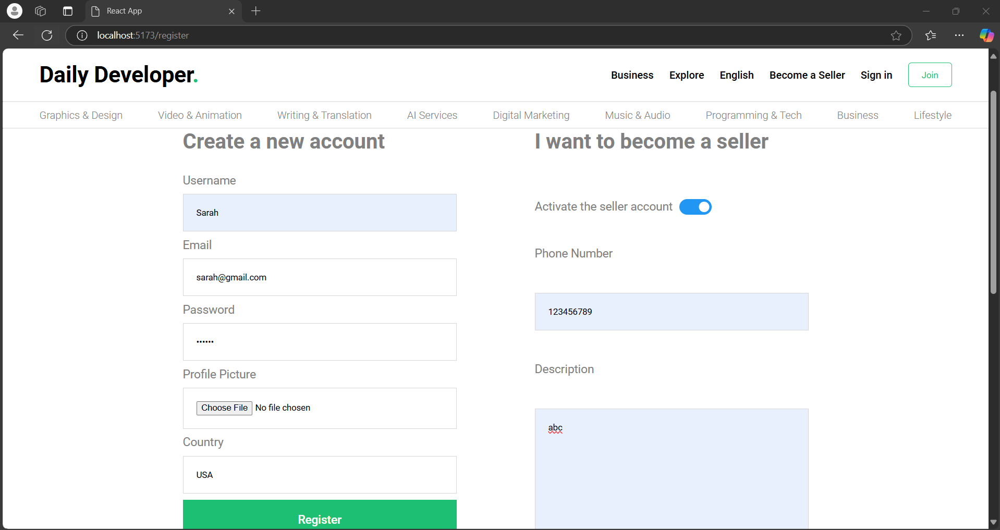 React App
localhost:5173/register
Daily Developer.
Business Explore English Become a Seller Sign in Join
Graphics & Design Video & Animation Writing & Translation AI Services Digital Marketing Music & Audio Programming & Tech Business Lifestyle
Create a new account
Username
Sarah
Email
sarah@gmail.com
Password
••••••
Profile Picture
Choose File No file chosen
Country
USA
Register
I want to become a seller
Activate the seller account
Phone Number
123456789
Description
abc